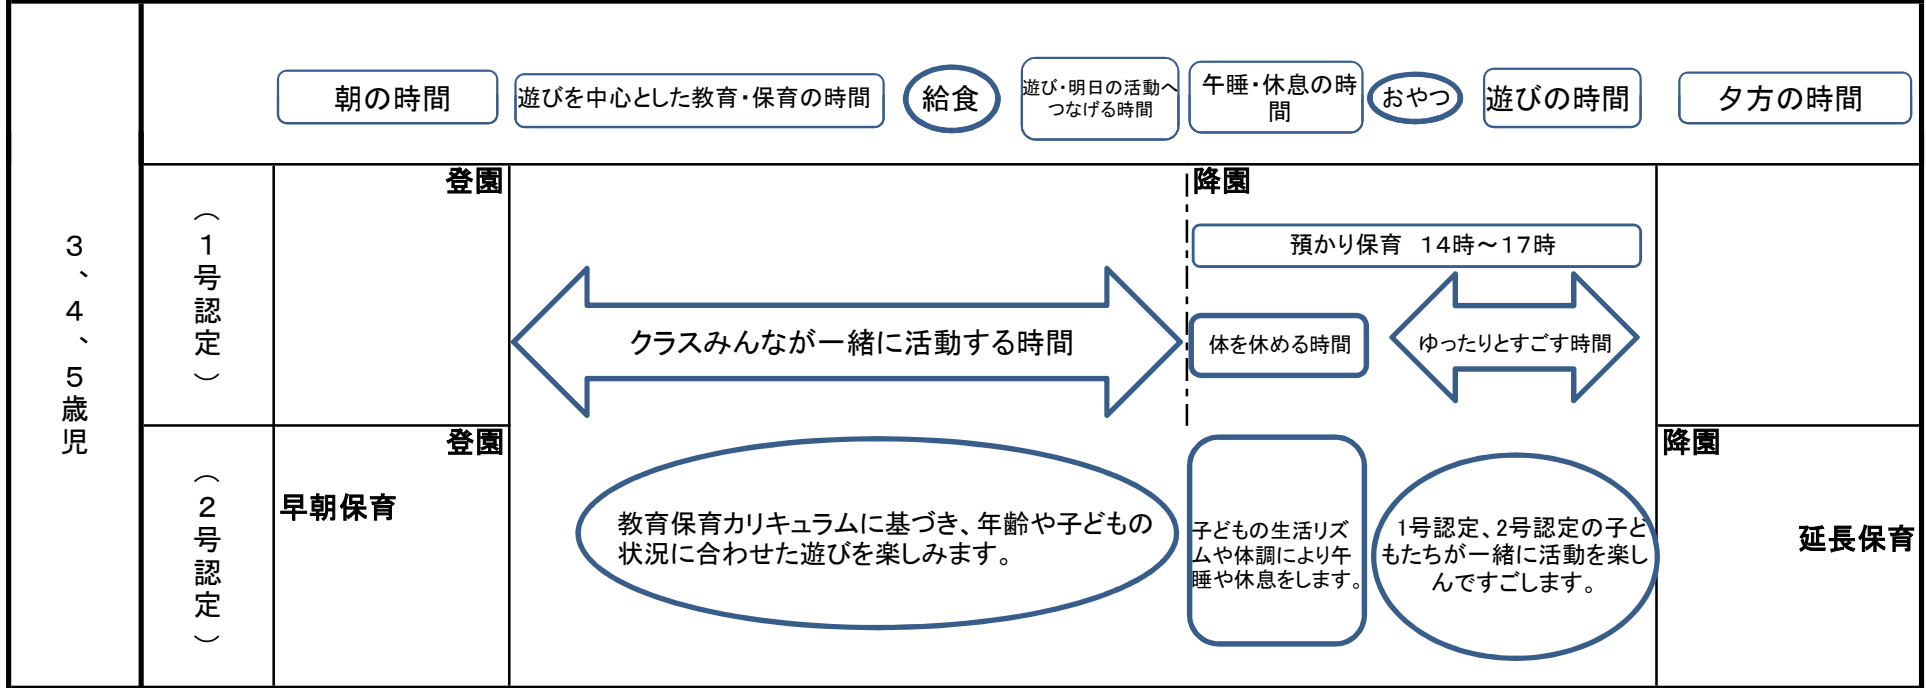 朝の時間
遊びを中心とした教育・保育の時間
給食
遊び・明日の活動へ
つなげる時間
午睡・休息の時
間
おやつ
遊びの時間
夕方の時間
3、4、5歳児
（1号認定）
登園
降園
預かり保育　14時～17時
クラスみんなが一緒に活動する時間
体を休める時間
ゆったりとすごす時間
（2号認定）
登園
早朝保育
教育保育カリキュラムに基づき、年齢や子どもの
状況に合わせた遊びを楽しみます。
子どもの生活リズ
ムや体調により午
睡や休息をします。
1号認定、2号認定の子ど
もたちが一緒に活動を楽し
んですごします。
降園
延長保育